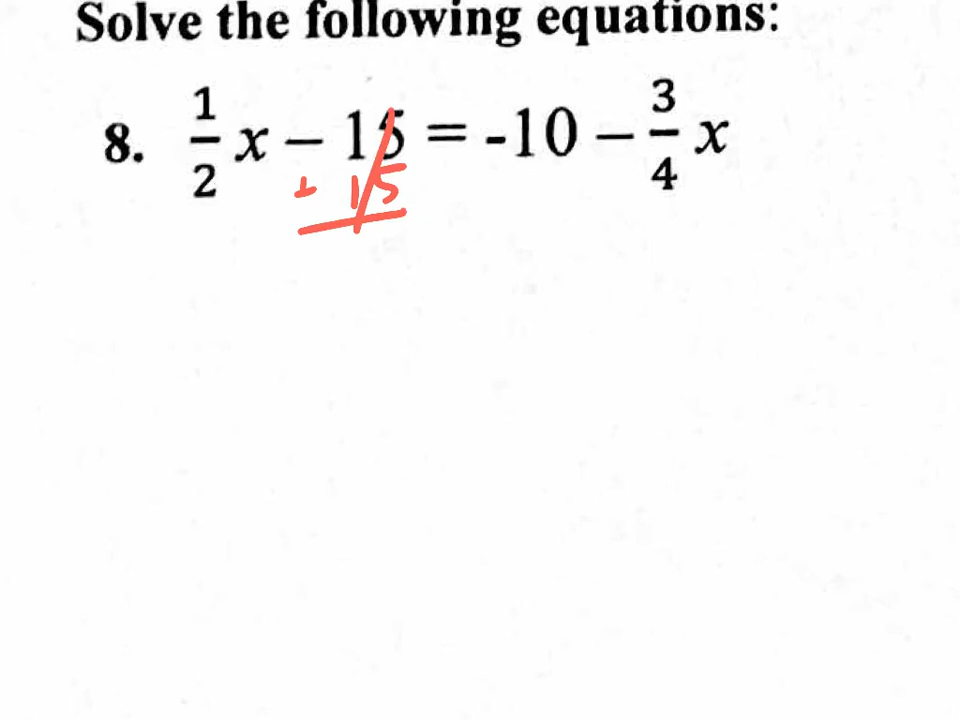 Solve the following equations:
8. 1/2 x – 15 = -10 – 3/4 x
+ 15